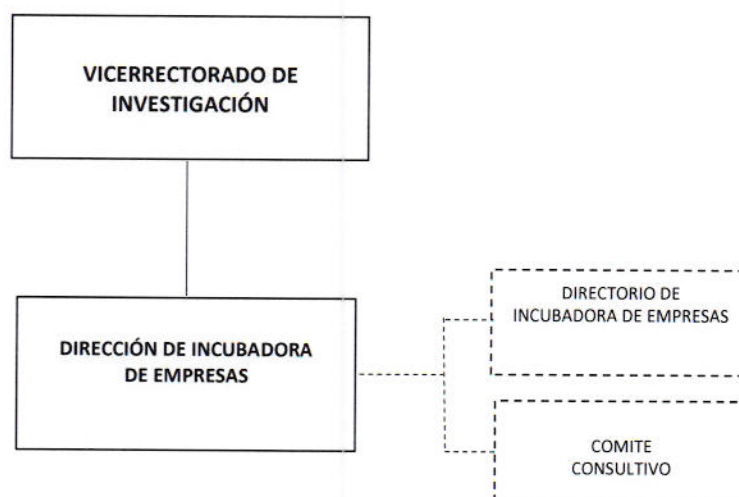 VICERRECTORADO DE
INVESTIGACIÓN
DIRECCIÓN DE INCUBADORA
DE EMPRESAS
DIRECTORIO DE
INCUBADORA DE EMPRESAS
COMITE
CONSULTIVO